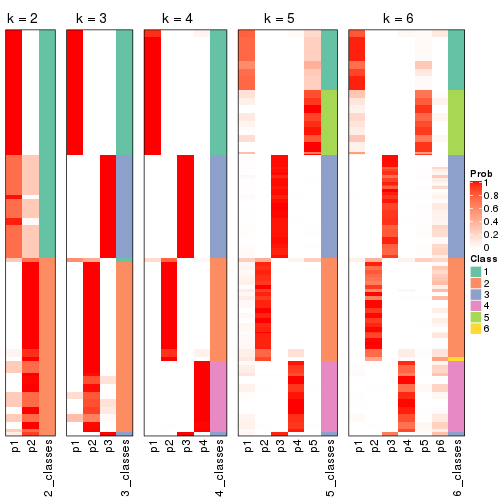 k = 2
k = 3
k = 4
k = 5
k = 6
Prob
1
0.8
0.6
0.4
0.2
0
Class
1
2
3
4
5
6
p1
p2
2_classes
p1
p2
p3
3_classes
p1
p2
p3
p4
4_classes
p1
p2
p3
p4
p5
5_classes
p1
p2
p3
p4
p5
p6
6_classes